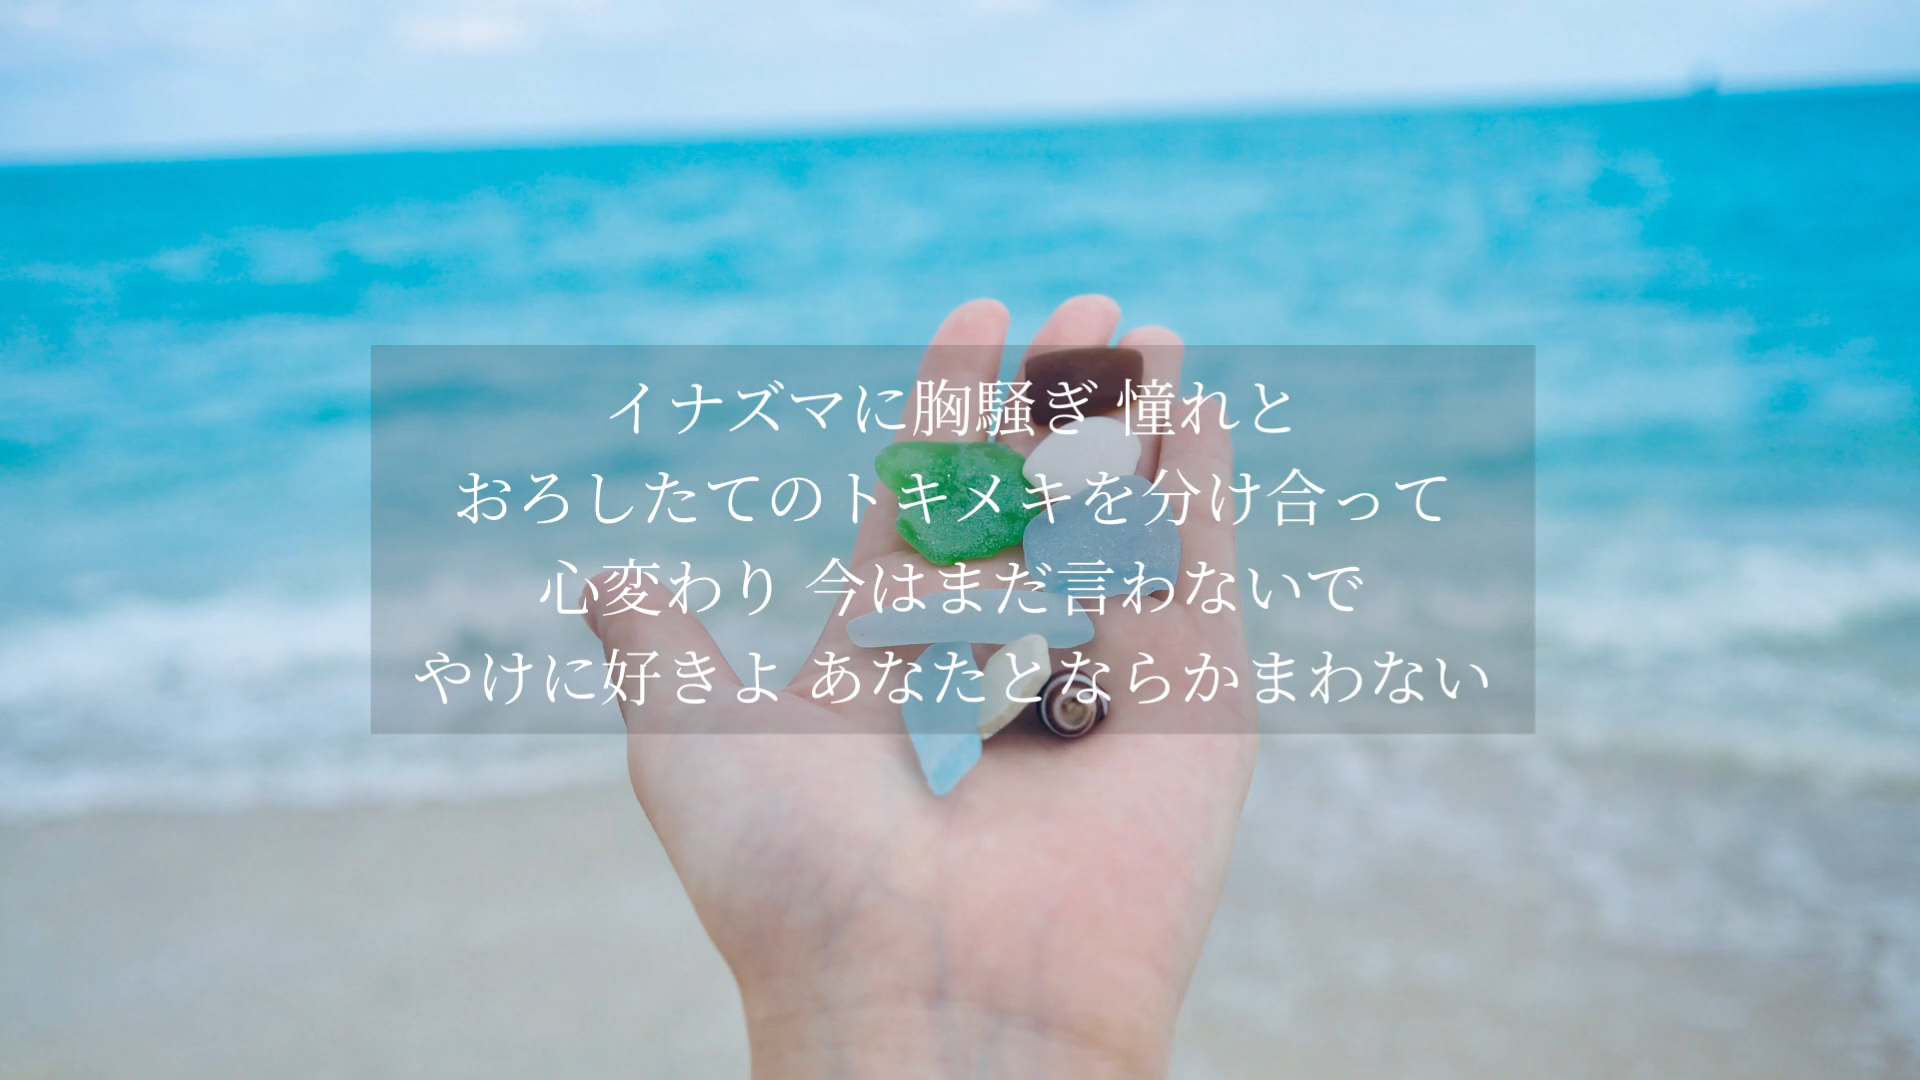 イナズマに胸騒ぎ 憧れと
おろしたてのトキメキを分け合って
心変わり 今はまだ言わないで
やけに好きよ あなたとならかまわない